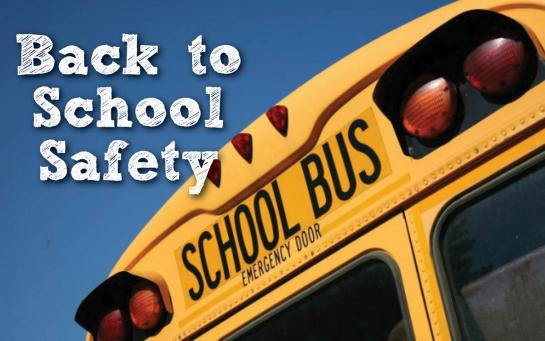 Back to
School
Safety
SCHOOL BUS
EMERGENCY DOOR